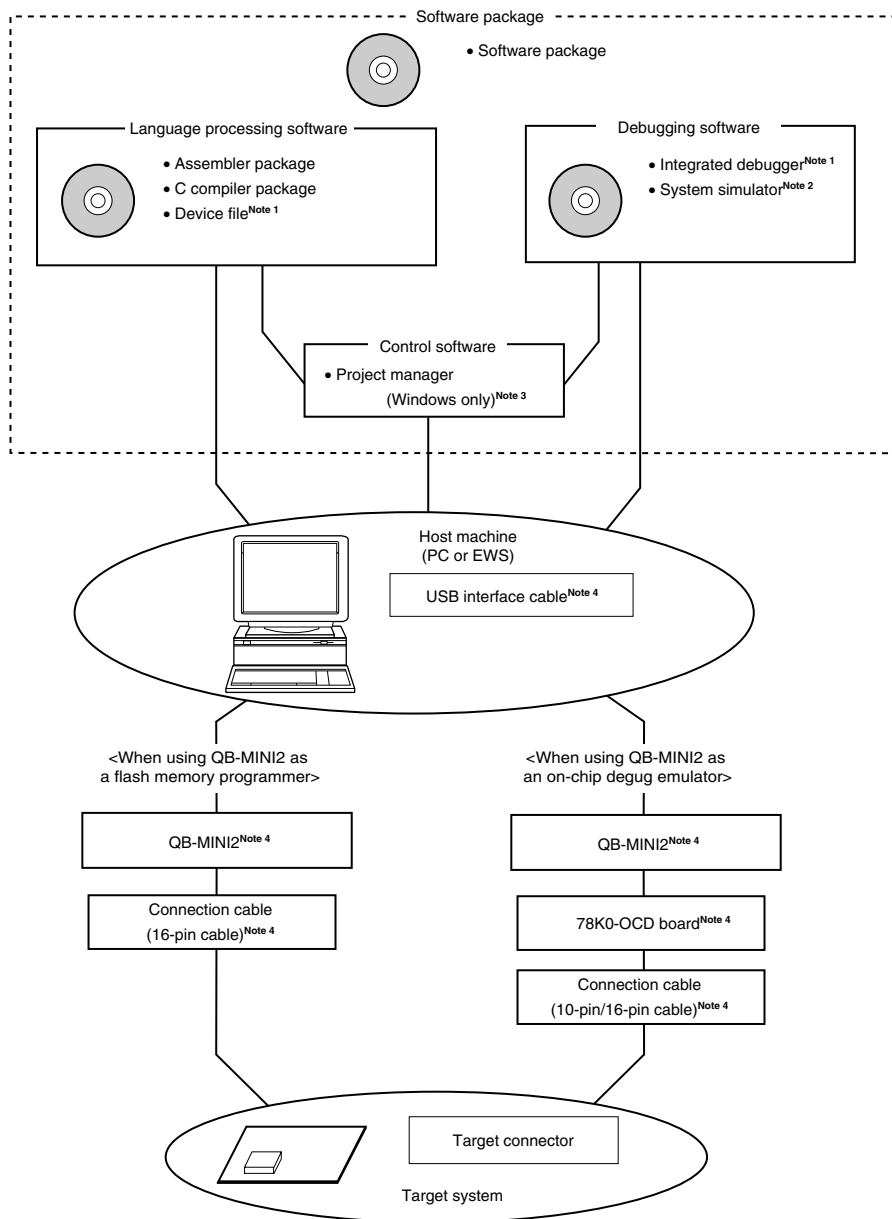 Software package
• Software package
Language processing software
• Assembler package
• C compiler package
• Device fileNote 1
Debugging software
• Integrated debuggerNote 1
• System simulatorNote 2
Control software
• Project manager
(Windows only)Note 3
Host machine
(PC or EWS)
USB interface cableNote 4
<When using QB-MINI2 as
a flash memory programmer>
QB-MINI2Note 4
Connection cable
(16-pin cable)Note 4
<When using QB-MINI2 as
an on-chip degug emulator>
QB-MINI2Note 4
78K0-OCD boardNote 4
Connection cable
(10-pin/16-pin cable)Note 4
Target connector
Target system